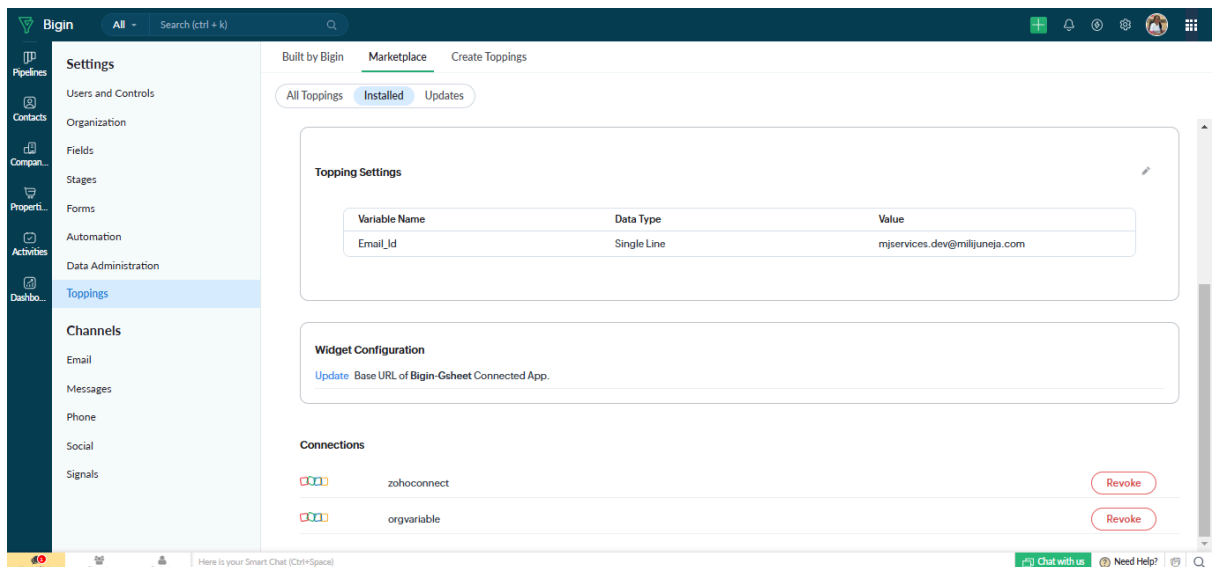 Bigin
All
Search (ctrl + k)
Pipelines
Contacts
Compan...
Properti...
Activities
Dashbo...
Settings
Users and Controls
Organization
Fields
Stages
Forms
Automation
Data Administration
Toppings
Channels
Email
Messages
Phone
Social
Signals
Built by Bigin Marketplace Create Toppings
All Toppings Installed Updates
Topping Settings
Variable Name Data Type Value
Email_Id Single Line mjservices.dev@milijuneja.com
Widget Configuration
Update Base URL of Bigin-Gsheet Connected App.
Connections
zohoconnect Revoke
orgvariable Revoke
Here is your Smart Chat (Ctrl+Space)
Chat with us
Need Help?